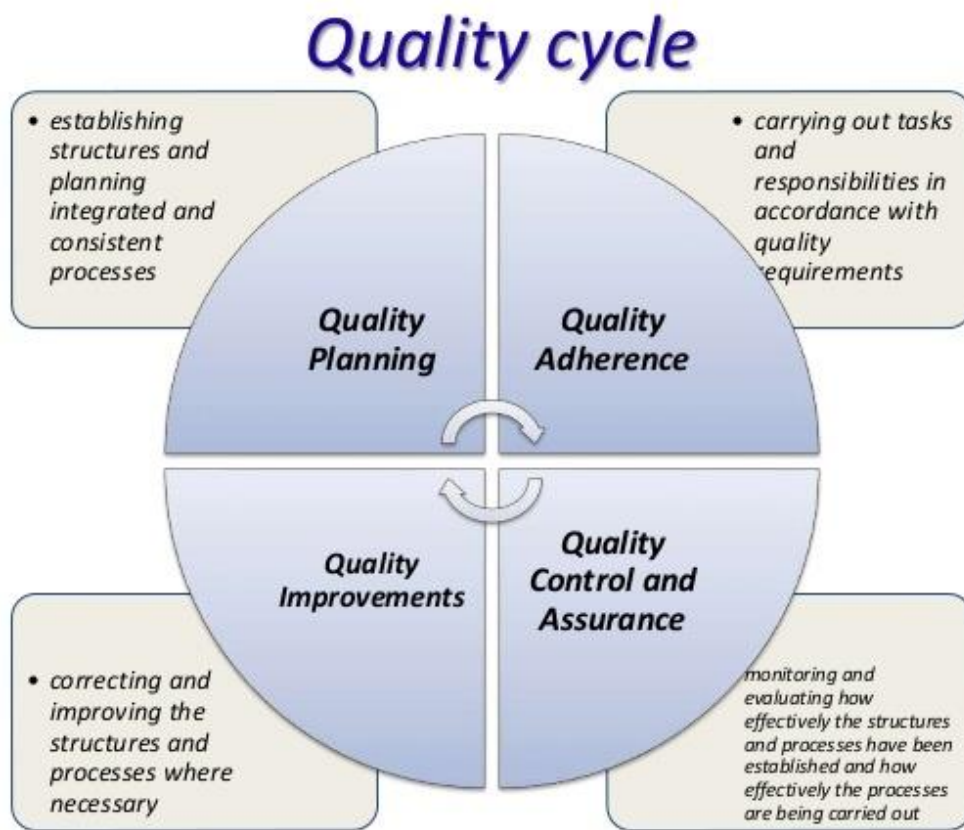 Quality cycle
• establishing
structures and
planning
integrated and
consistent
processes
• carrying out tasks
and
responsibilities in
accordance with
quality
requirements
Quality
Planning
Quality
Adherence
Quality
Improvements
Quality
Control and
Assurance
• correcting and
improving the
structures and
processes where
necessary
monitoring and
evaluating how
effectively the structures
and processes have been
established and how
effectively the processes
are being carried out